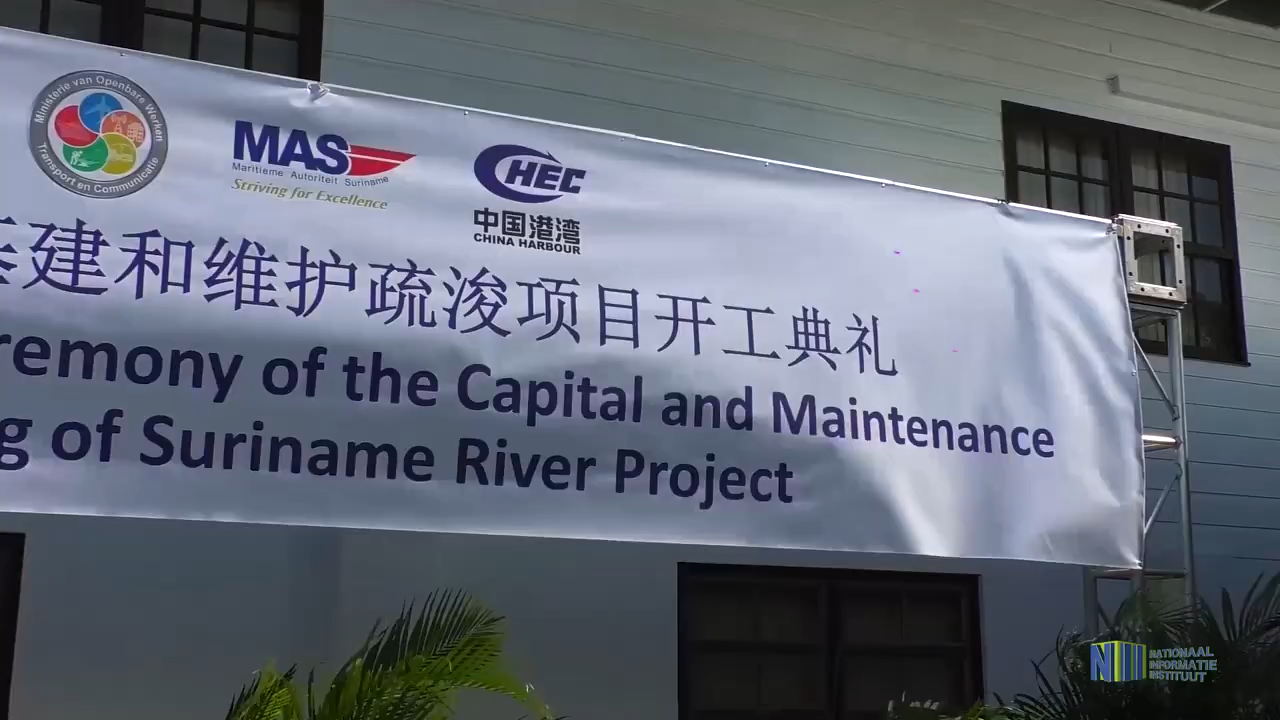 Ministerie van Openbare Werken
Transport en Communicatie
MAS
Maritieme Autoriteit Suriname
Striving for Excellence
CHEC
中国港湾
CHINA HARBOUR
建和维护疏浚项目开工典礼
remony of the Capital and Maintenance
g of Suriname River Project
NATIONAAL
INFORMATIE
INSTITUUT